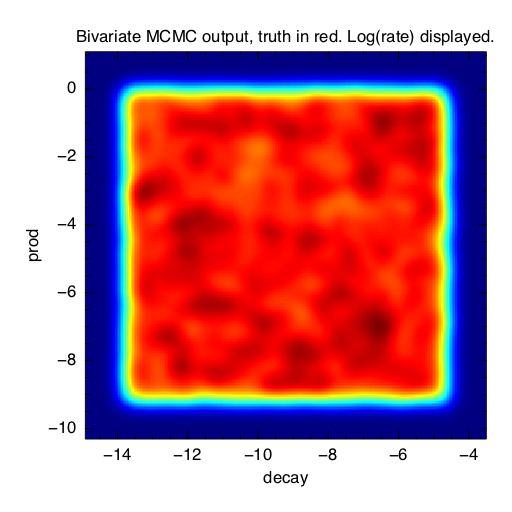 Bivariate MCMC output, truth in red. Log(rate) displayed.
0
−2
−4
−6
−8
−10
prod
−14 −12 −10 −8 −6 −4
decay